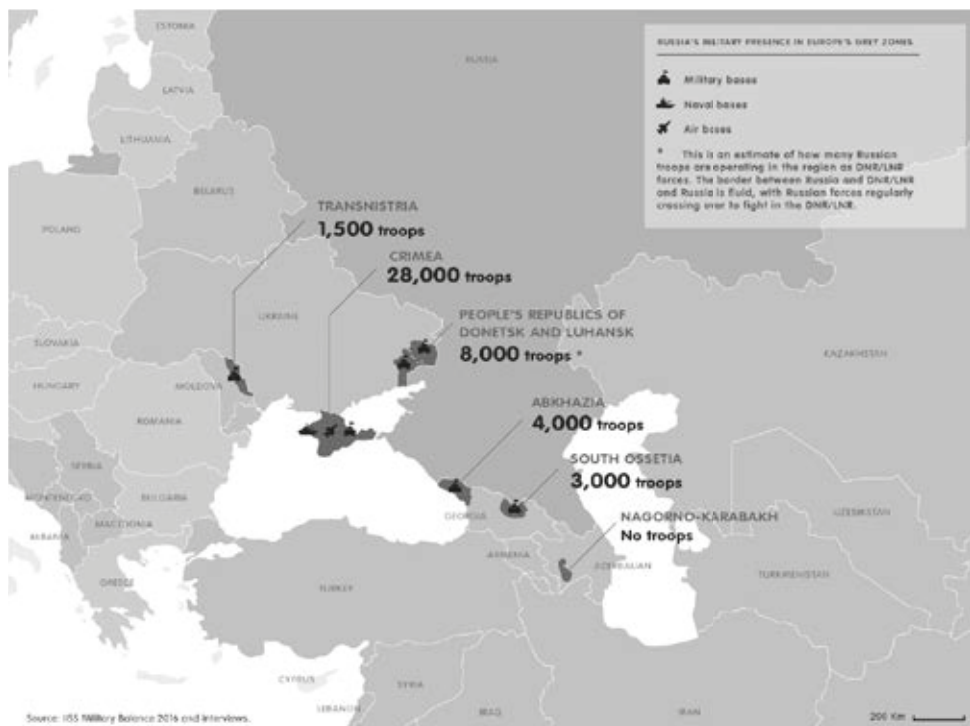 ESTONIA
RUSSIA
LATVIA
LITHUANIA
BELARUS
POLAND
RUSSIA'S MILITARY PRESENCE IN EUROPE'S GREY ZONES
Military bases
Naval bases
Air bases
* This is an estimate of how many Russian
troops are operating in the region as DNR/LNR
forces. The border between Russia and DNR/LNR
and Russia is fluid, with Russian forces regularly
crossing over to fight in the DNR/LNR.
TRANSNISTRIA
1,500 troops
CRIMEA
28,000 troops
UKRAINE
PEOPLE'S REPUBLICS OF
DONETSK AND LUHANSK
8,000 troops *
SLOVAKIA
HUNGARY
MOLDOVA
ROMANIA
KAZAKHSTAN
ABKHAZIA
4,000 troops
SOUTH OSSETIA
3,000 troops
NAGORNO-KARABAKH
No troops
SERBIA
MONTENEGRO
BULGARIA
MACEDONIA
ALBANIA
GREECE
GEORGIA
ARMENIA
AZERBAIJAN
UZBEKISTAN
TURKMENISTAN
TURKEY
CYPRUS
LEBANON
SYRIA
IRAQ
IRAN
Source: IISS Military Balance 2016 and interviews.
200 Km